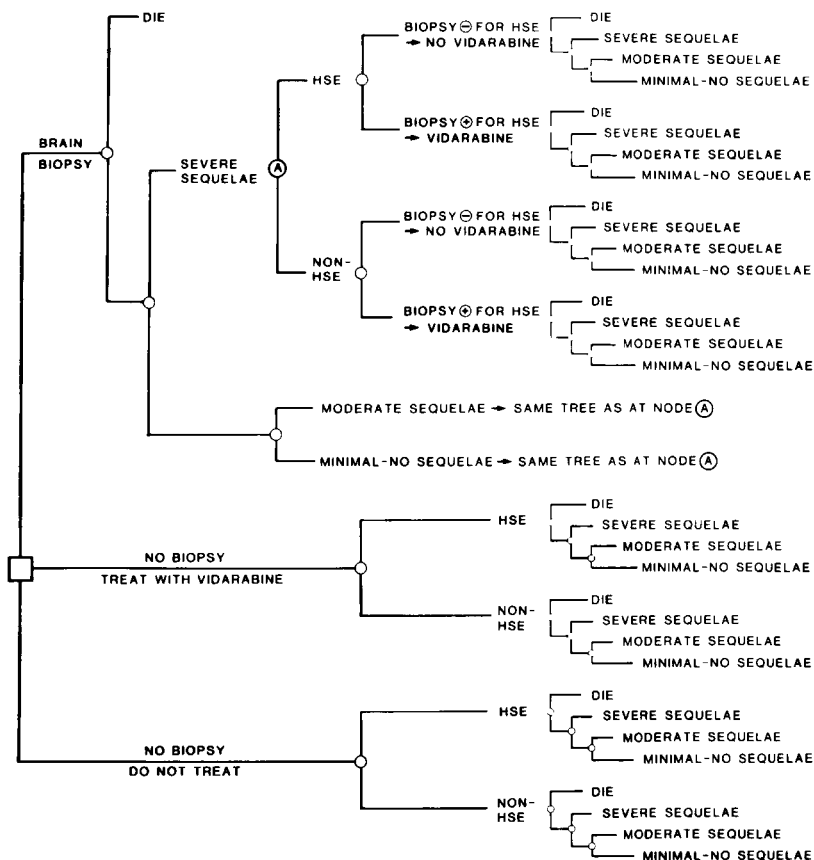 DIE
BRAIN
BIOPSY
SEVERE
SEQUELAE
A
HSE
BIOPSY ⊖ FOR HSE
→ NO VIDARABINE
DIE
SEVERE SEQUELAE
MODERATE SEQUELAE
MINIMAL-NO SEQUELAE
BIOPSY ⊕ FOR HSE
→ VIDARABINE
DIE
SEVERE SEQUELAE
MODERATE SEQUELAE
MINIMAL-NO SEQUELAE
NON-
HSE
BIOPSY ⊖ FOR HSE
→ NO VIDARABINE
DIE
SEVERE SEQUELAE
MODERATE SEQUELAE
MINIMAL-NO SEQUELAE
BIOPSY ⊕ FOR HSE
→ VIDARABINE
DIE
SEVERE SEQUELAE
MODERATE SEQUELAE
MINIMAL-NO SEQUELAE
MODERATE SEQUELAE → SAME TREE AS AT NODE Ⓐ
MINIMAL-NO SEQUELAE → SAME TREE AS AT NODE Ⓐ
NO BIOPSY
TREAT WITH VIDARABINE
HSE
DIE
SEVERE SEQUELAE
MODERATE SEQUELAE
MINIMAL-NO SEQUELAE
NON-
HSE
DIE
SEVERE SEQUELAE
MODERATE SEQUELAE
MINIMAL-NO SEQUELAE
NO BIOPSY
DO NOT TREAT
HSE
DIE
SEVERE SEQUELAE
MODERATE SEQUELAE
MINIMAL-NO SEQUELAE
NON-
HSE
DIE
SEVERE SEQUELAE
MODERATE SEQUELAE
MINIMAL-NO SEQUELAE